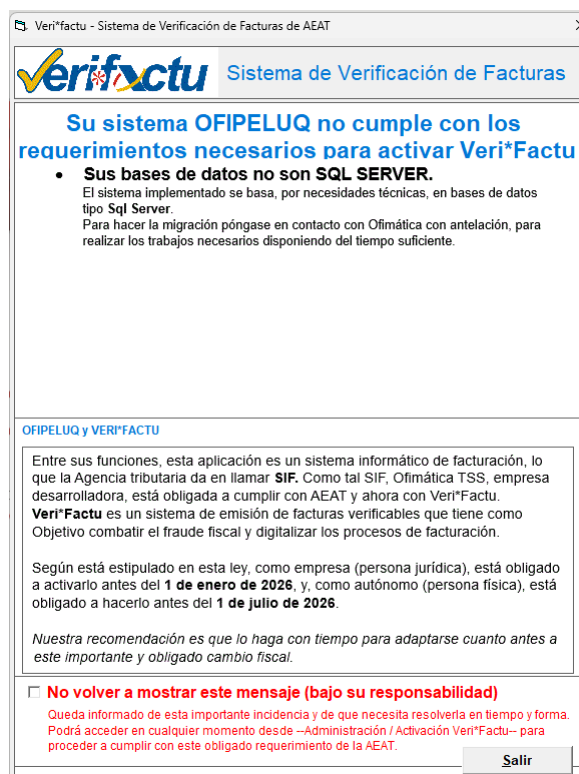 Veri*factu - Sistema de Verificación de Facturas de AEAT
Verifactu Sistema de Verificación de Facturas
Su sistema OFIPELUQ no cumple con los
requerimientos necesarios para activar Veri*Factu
• Sus bases de datos no son SQL SERVER.
El sistema implementado se basa, por necesidades técnicas, en bases de datos
tipo Sql Server.
Para hacer la migración póngase en contacto con Ofimática con antelación, para
realizar los trabajos necesarios disponiendo del tiempo suficiente.
OFIPELUQ y VERI*FACTU
Entre sus funciones, esta aplicación es un sistema informático de facturación, lo
que la Agencia tributaria da en llamar SIF. Como tal SIF, Ofimática TSS, empresa
desarrolladora, está obligada a cumplir con AEAT y ahora con Veri*Factu.
Veri*Factu es un sistema de emisión de facturas verificables que tiene como
Objetivo combatir el fraude fiscal y digitalizar los procesos de facturación.
Según está estipulado en esta ley, como empresa (persona jurídica), está obligado
a activarlo antes del 1 de enero de 2026, y, como autónomo (persona física), está
obligado a hacerlo antes del 1 de julio de 2026.
Nuestra recomendación es que lo haga con tiempo para adaptarse cuanto antes a
este importante y obligado cambio fiscal.
No volver a mostrar este mensaje (bajo su responsabilidad)
Queda informado de esta importante incidencia y de que necesita resolverla en tiempo y forma.
Podrá acceder en cualquier momento desde --Administración / Activación Veri*Factu-- para
proceder a cumplir con este obligado requerimiento de la AEAT.
Salir